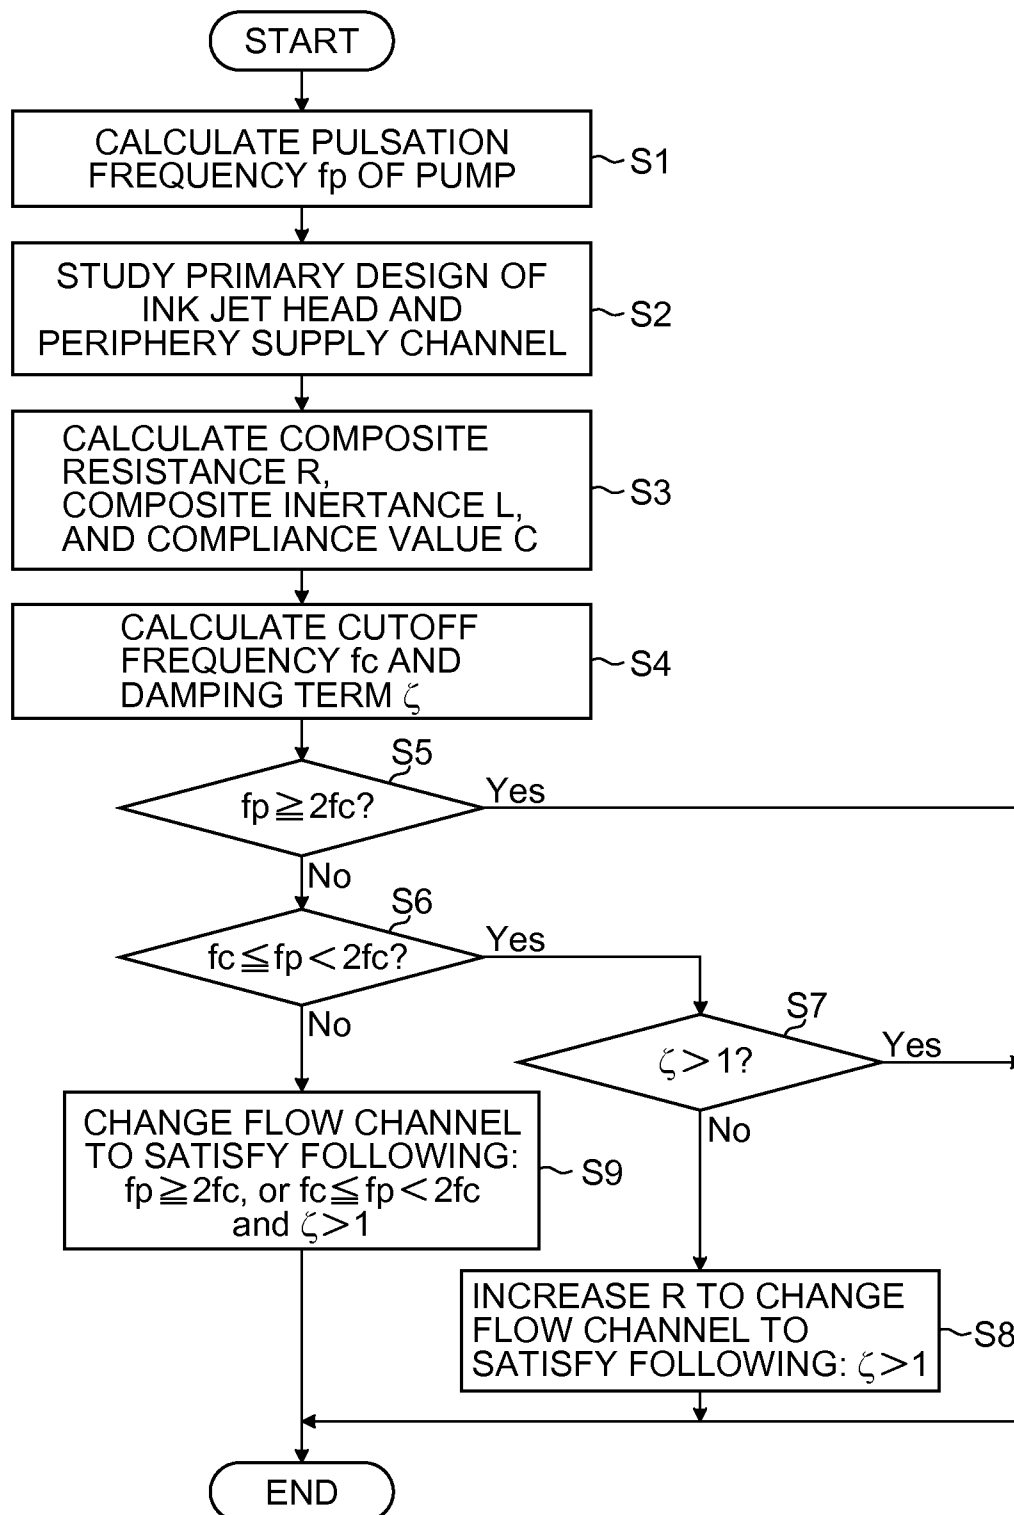 START
CALCULATE PULSATION
FREQUENCY fp OF PUMP
S1
STUDY PRIMARY DESIGN OF
INK JET HEAD AND
PERIPHERY SUPPLY CHANNEL
S2
CALCULATE COMPOSITE
RESISTANCE R,
COMPOSITE INERTANCE L,
AND COMPLIANCE VALUE C
S3
CALCULATE CUTOFF
FREQUENCY fc AND
DAMPING TERM ζ
S4
S5
fp≧2fc?
Yes
No
S6
fc≦fp<2fc?
Yes
No
S7
ζ>1?
Yes
No
CHANGE FLOW CHANNEL
TO SATISFY FOLLOWING:
fp≧2fc, or fc≦fp<2fc
and ζ>1
S9
INCREASE R TO CHANGE
FLOW CHANNEL TO
SATISFY FOLLOWING: ζ>1
S8
END